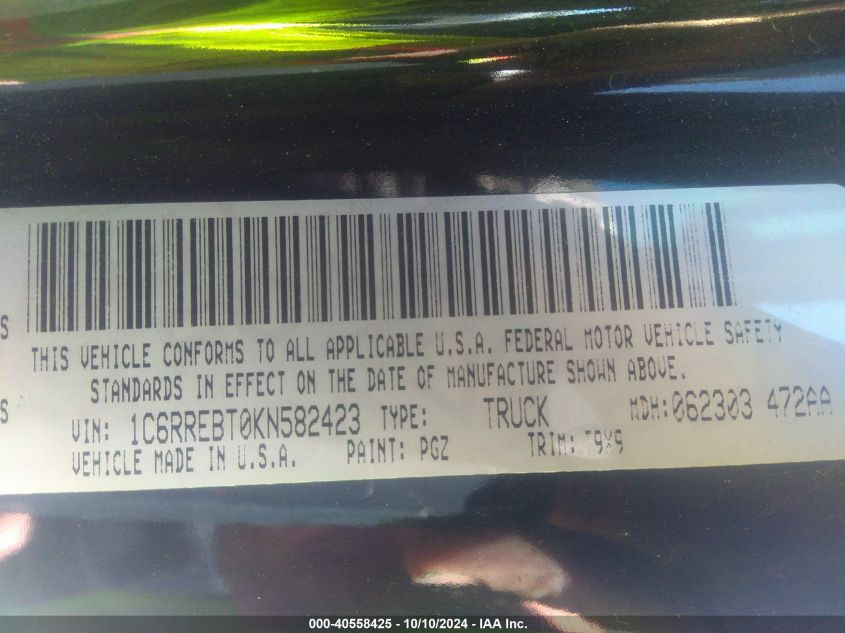 S
THIS VEHICLE CONFORMS TO ALL APPLICABLE U.S.A. FEDERAL MOTOR VEHICLE SAFETY
STANDARDS IN EFFECT ON THE DATE OF MANUFACTURE SHOWN ABOVE.
S
VIN: 1C6RREBT0KN582423 TYPE: TRUCK MDH:062303 472AA
VEHICLE MADE IN U.S.A. PAINT: PGZ TRIM: T9X9
000-40558425 - 10/10/2024 - IAA Inc.